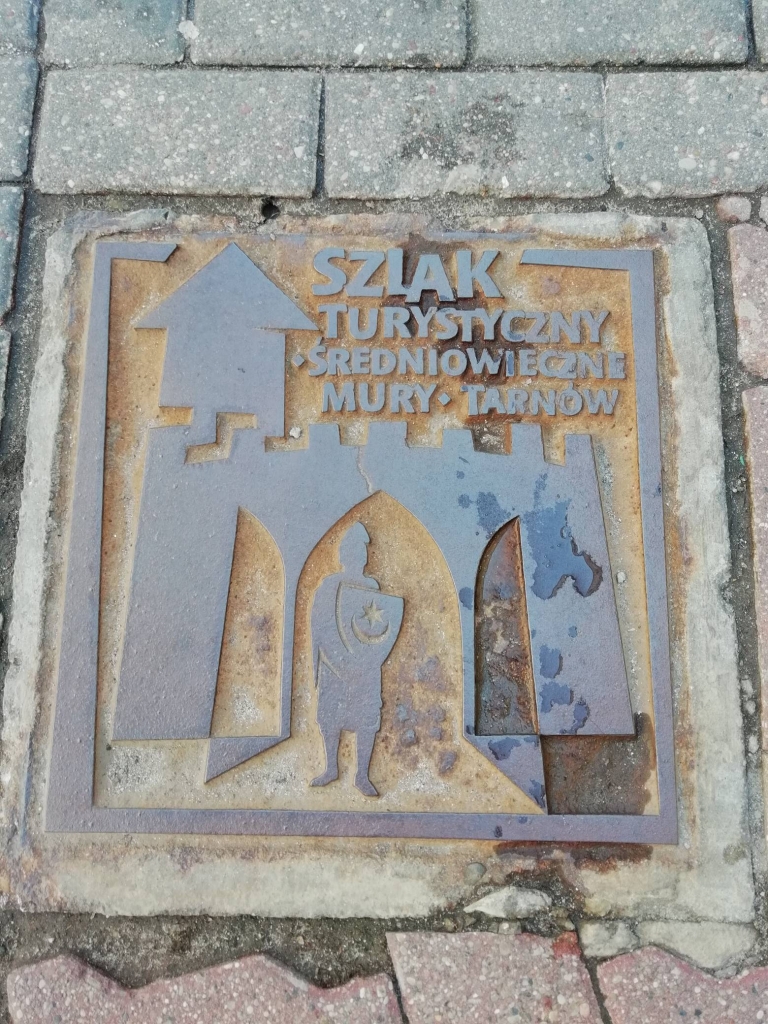 SZLAK
TURYSTYCZNY
·ŚREDNIOWIECZNE
MURY· TARNÓW